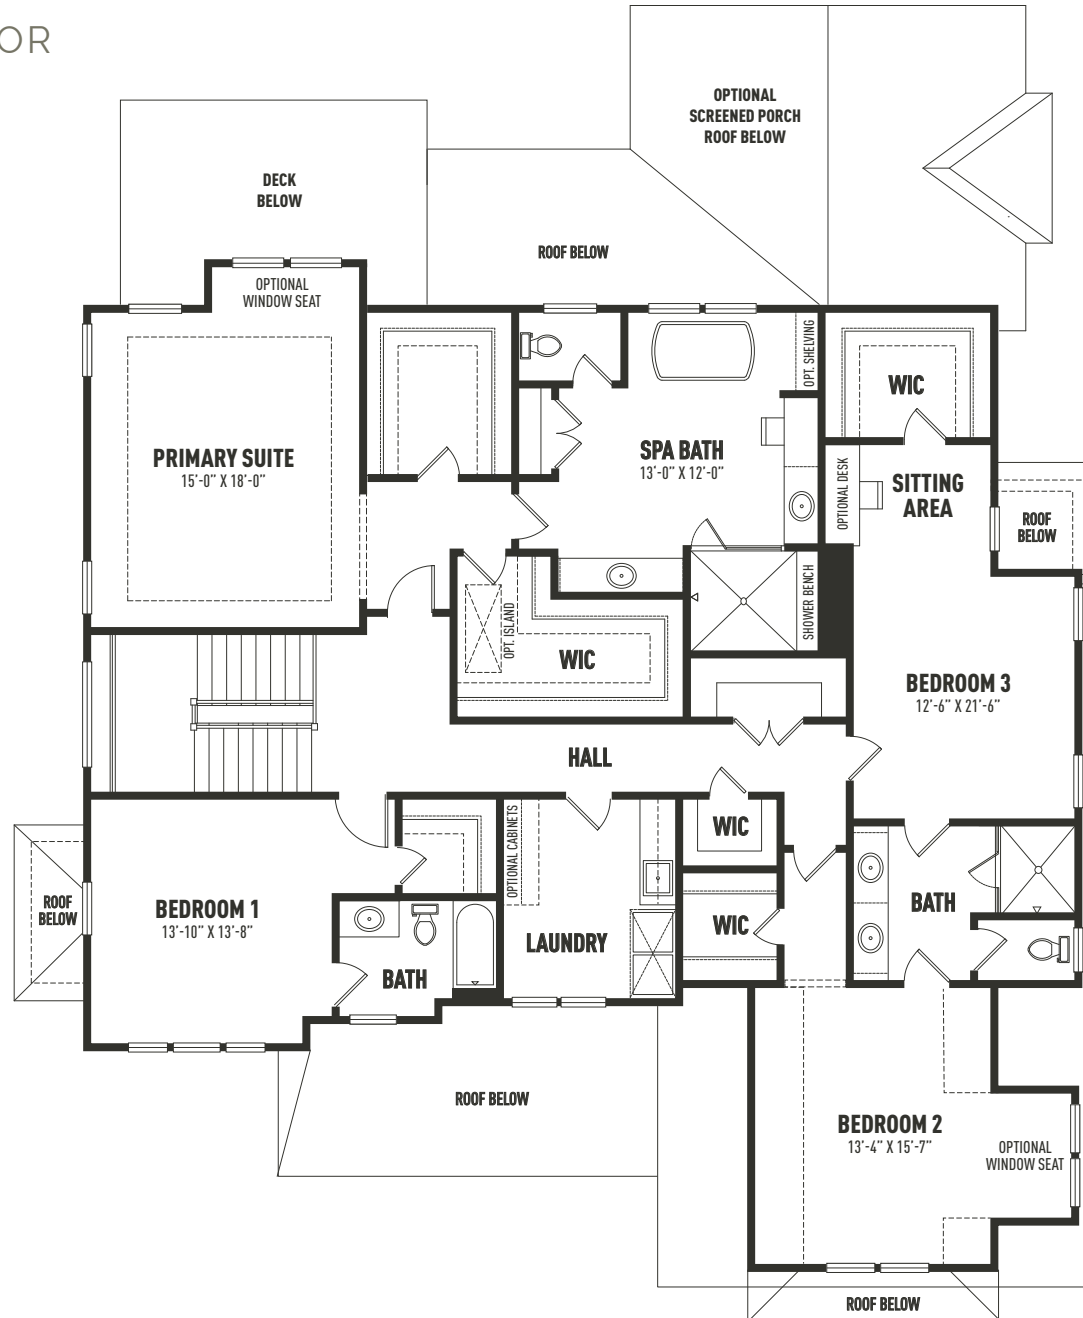 OR
OPTIONAL
SCREENED PORCH
ROOF BELOW
DECK
BELOW
ROOF BELOW
OPTIONAL
WINDOW SEAT
OPT. SHELVING
WIC
PRIMARY SUITE
15'-0" X 18'-0"
SPA BATH
13'-0" X 12'-0"
OPTIONAL DESK
SITTING
AREA
ROOF
BELOW
OPT. ISLAND
WIC
SHOWER BENCH
BEDROOM 3
12'-6" X 21'-6"
HALL
OPTIONAL CABINETS
WIC
ROOF
BELOW
BEDROOM 1
13'-10" X 13'-8"
BATH
LAUNDRY
WIC
BATH
ROOF BELOW
BEDROOM 2
13'-4" X 15'-7"
OPTIONAL
WINDOW SEAT
ROOF BELOW